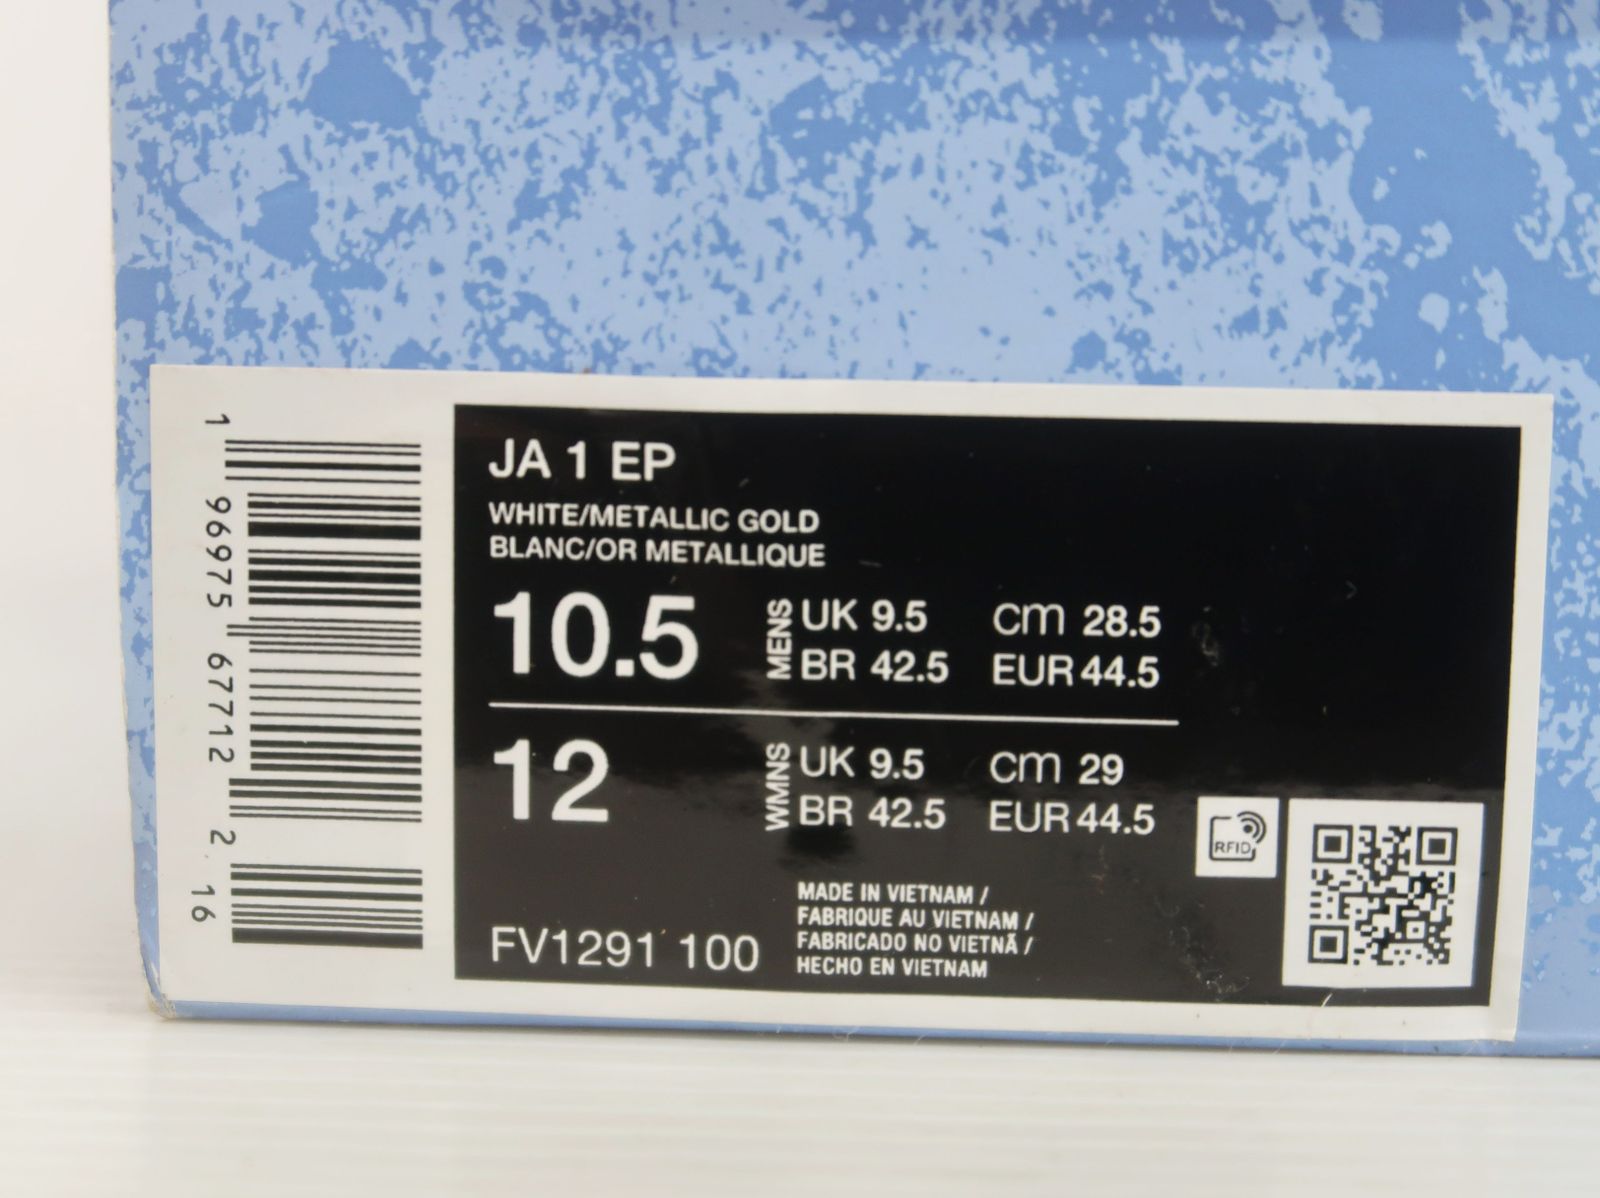 JA 1 EP
WHITE/METALLIC GOLD
BLANC/OR METALLIQUE
10.5 MENS UK 9.5 cm 28.5
BR 42.5 EUR 44.5
12 WMNS UK 9.5 cm 29
BR 42.5 EUR 44.5
RFID
MADE IN VIETNAM /
FABRIQUE AU VIETNAM /
FABRICADO NO VIETNÃ /
HECHO EN VIETNAM
FV1291 100
1 96975 67712 2 16